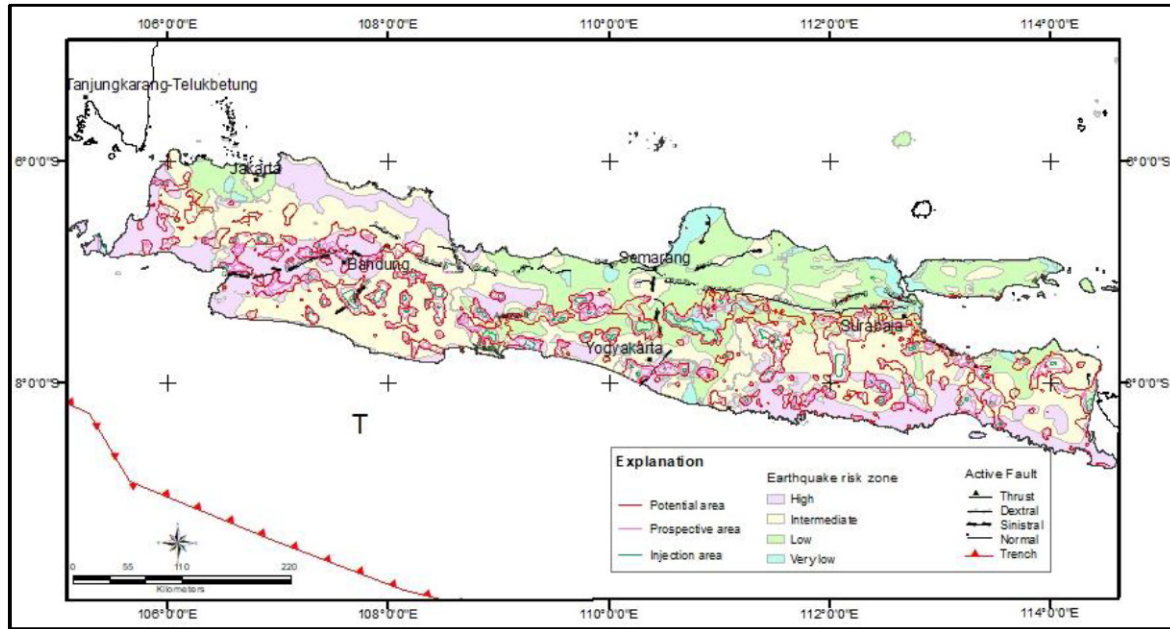 106°0'0"E 108°0'0"E 110°0'0"E 112°0'0"E 114°0'0"E
Tanjungkarang-Telukbetung
6°0'0"S 6°0'0"S
Jakarta
Semarang
Bandung
Surabaja
Yogyakarta
8°0'0"S 8°0'0"S
T
Explanation
Potential area
Prospective area
Injection area
Earthquake risk zone
High
Intermediate
Low
Very low
Active Fault
Thrust
Dextral
Sinistral
Normal
Trench
0 55 110 220
Kilometers
106°0'0"E 108°0'0"E 110°0'0"E 112°0'0"E 114°0'0"E